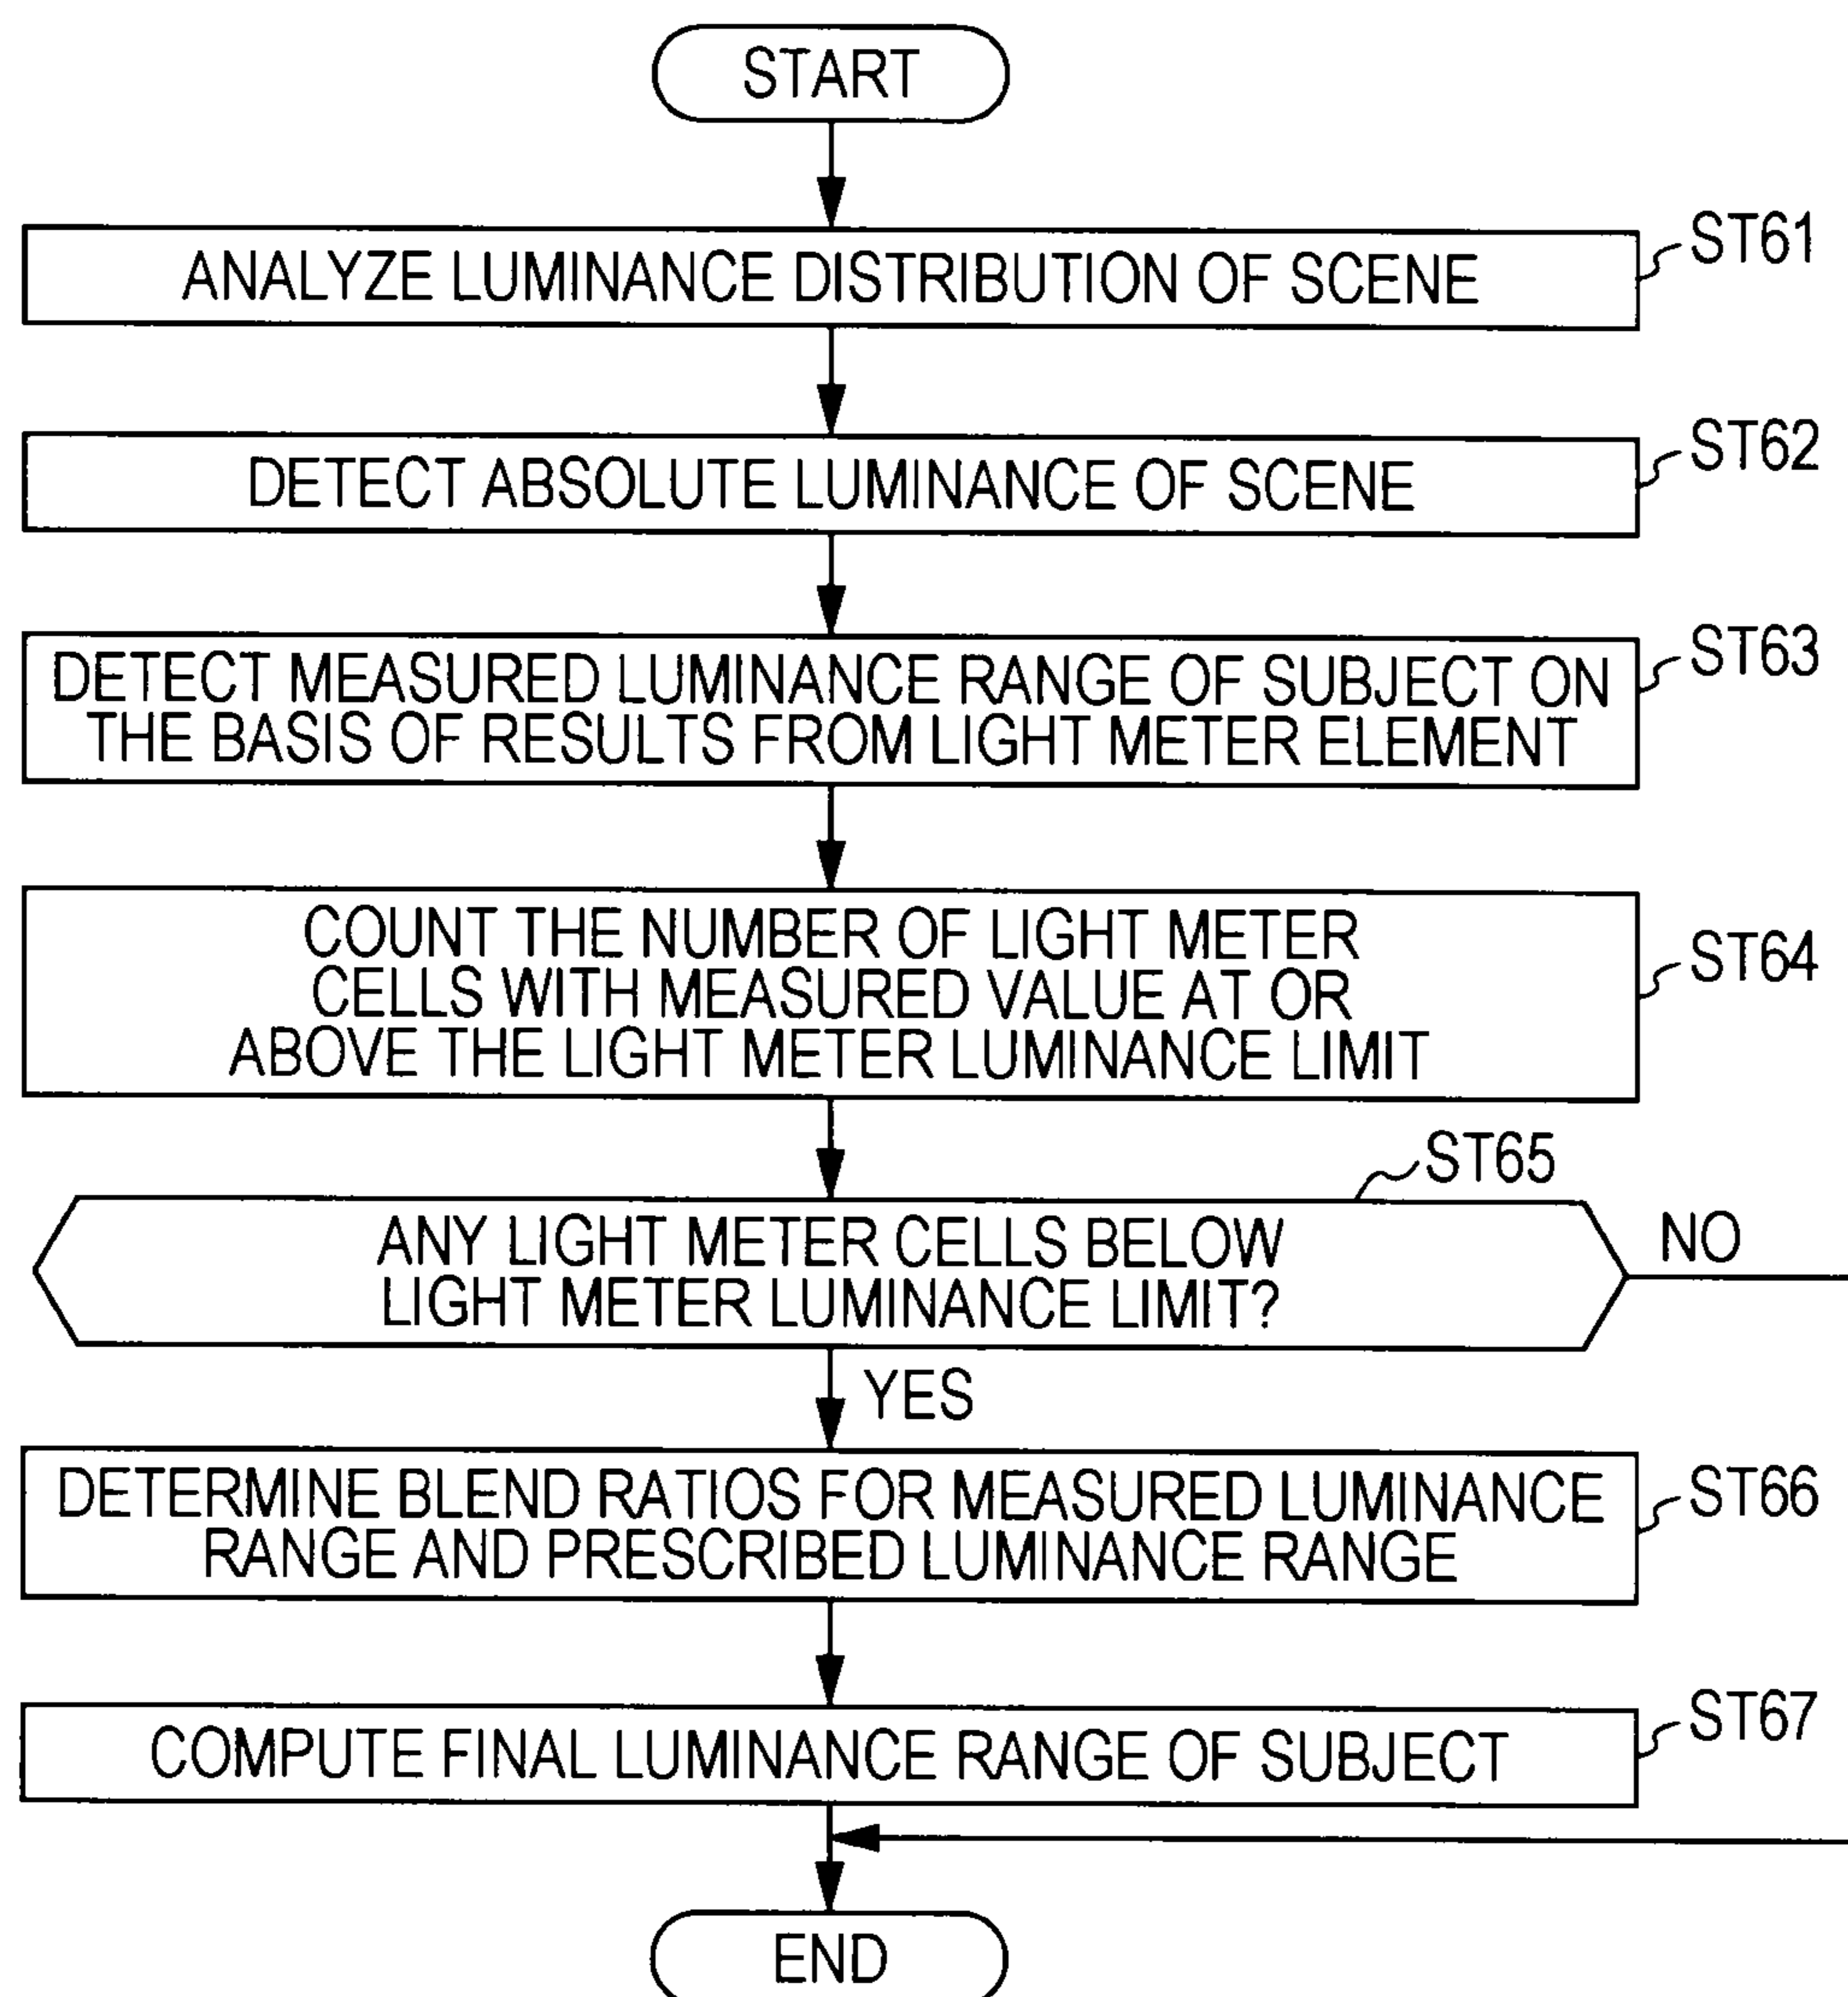 START
ANALYZE LUMINANCE DISTRIBUTION OF SCENE
ST61
DETECT ABSOLUTE LUMINANCE OF SCENE
ST62
DETECT MEASURED LUMINANCE RANGE OF SUBJECT ON
THE BASIS OF RESULTS FROM LIGHT METER ELEMENT
ST63
COUNT THE NUMBER OF LIGHT METER
CELLS WITH MEASURED VALUE AT OR
ABOVE THE LIGHT METER LUMINANCE LIMIT
ST64
ST65
ANY LIGHT METER CELLS BELOW
LIGHT METER LUMINANCE LIMIT?
NO
YES
DETERMINE BLEND RATIOS FOR MEASURED LUMINANCE
RANGE AND PRESCRIBED LUMINANCE RANGE
ST66
COMPUTE FINAL LUMINANCE RANGE OF SUBJECT
ST67
END